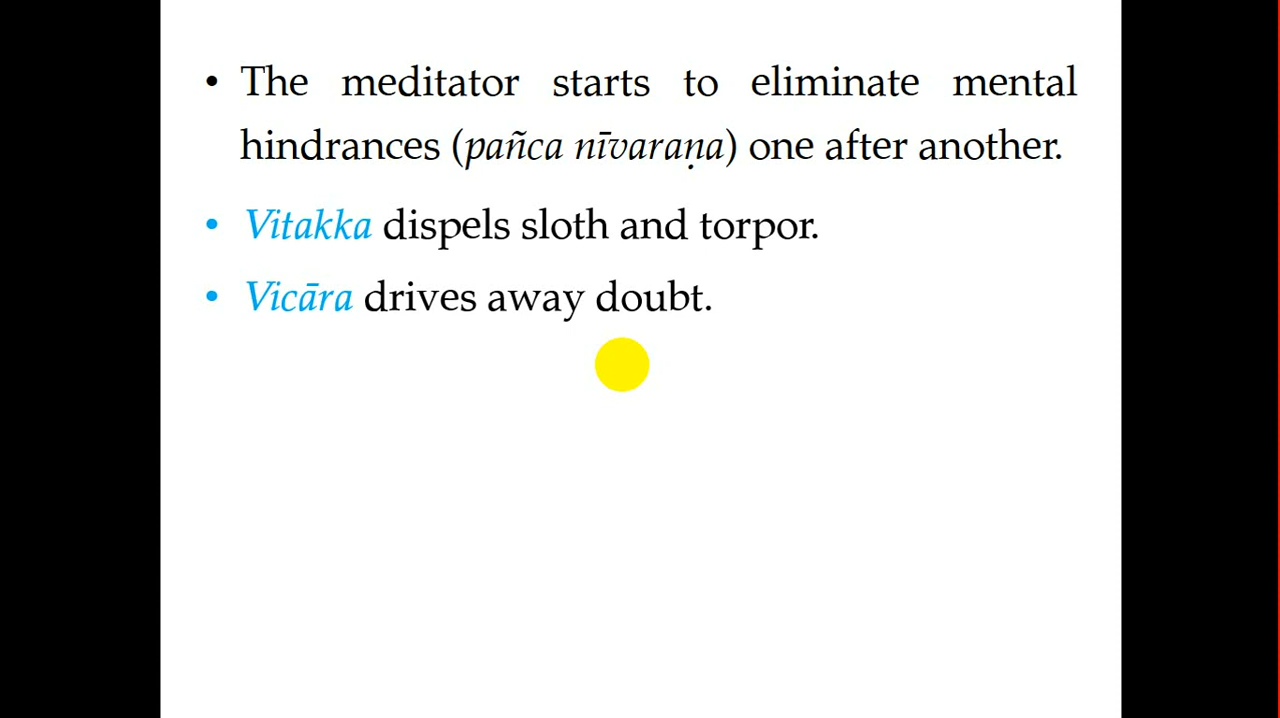 • The meditator starts to eliminate mental
hindrances (pañca nīvaraṇa) one after another.
• Vitakka dispels sloth and torpor.
• Vicāra drives away doubt.